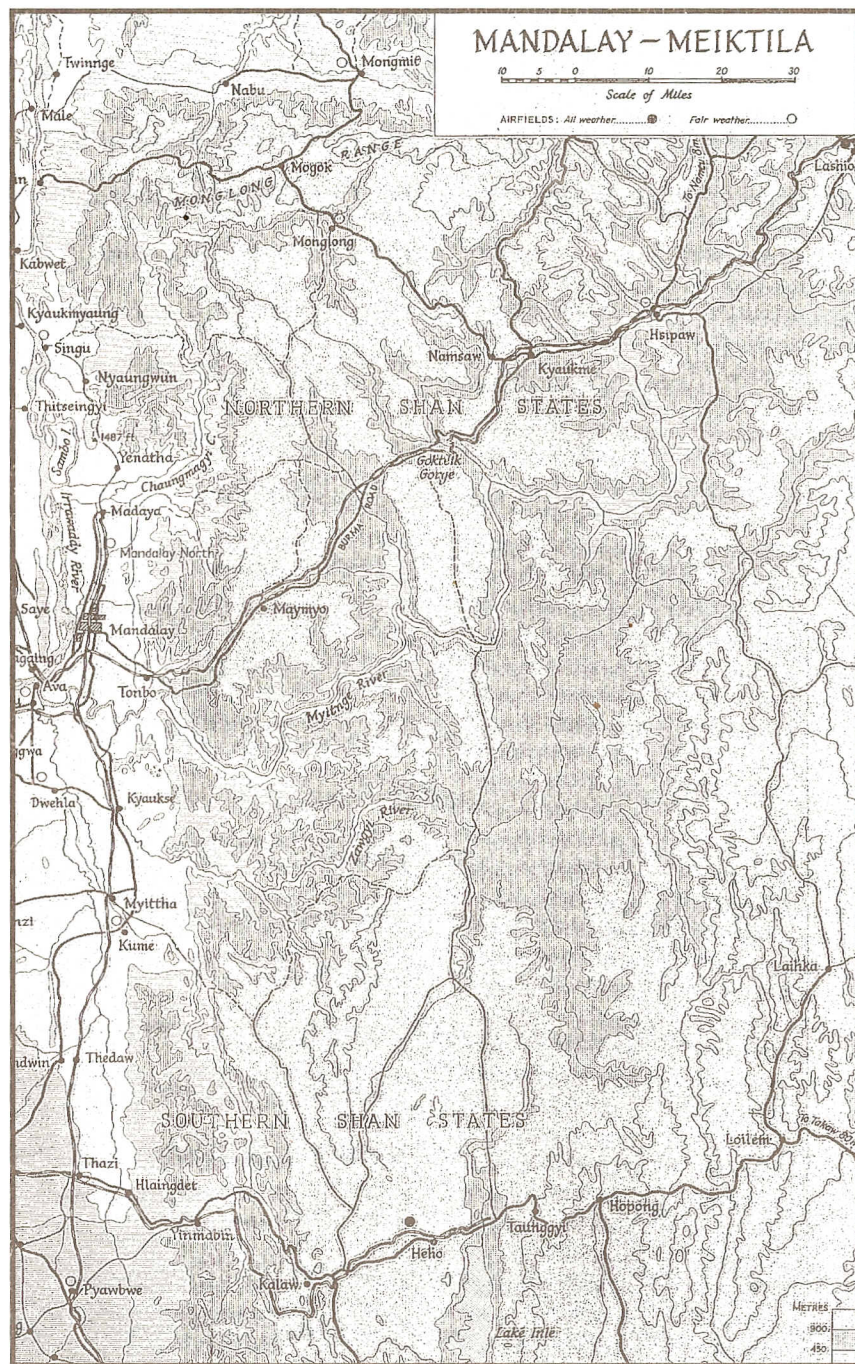 MANDALAY – MEIKTILA
10 5 0 10 20 30
Scale of Miles
AIRFIELDS: All weather........ Fair weather........
Twinnge
Mongmit
Nabu
Male
MONGLONG RANGE
Mogok
Lashio
Monglong
Kabwet
Kyaukmyaung
Singu
Hsipaw
Namsaw
Kyaukme
Nyaungwun
Thitseingyi
NORTHERN SHAN STATES
1487 ft
Yenatha
Chaungmagyi
Goktuik
Gorge
Irrawaddy River
Madaya
BURMA ROAD
Mandalay North
Saye
Maymyo
Mandalay
Ava
Tonbo
Myitnge River
Dwehla
Kyaukse
Zawgyi River
Myittha
Kume
Laihka
Thedaw
SOUTHERN SHAN STATES
Loilem
Thazi
Hlaingdet
Hopong
Yinmabin
Taunggyi
Heho
Kalaw
Pyawbwe
Lake Inle
METRES
900
450